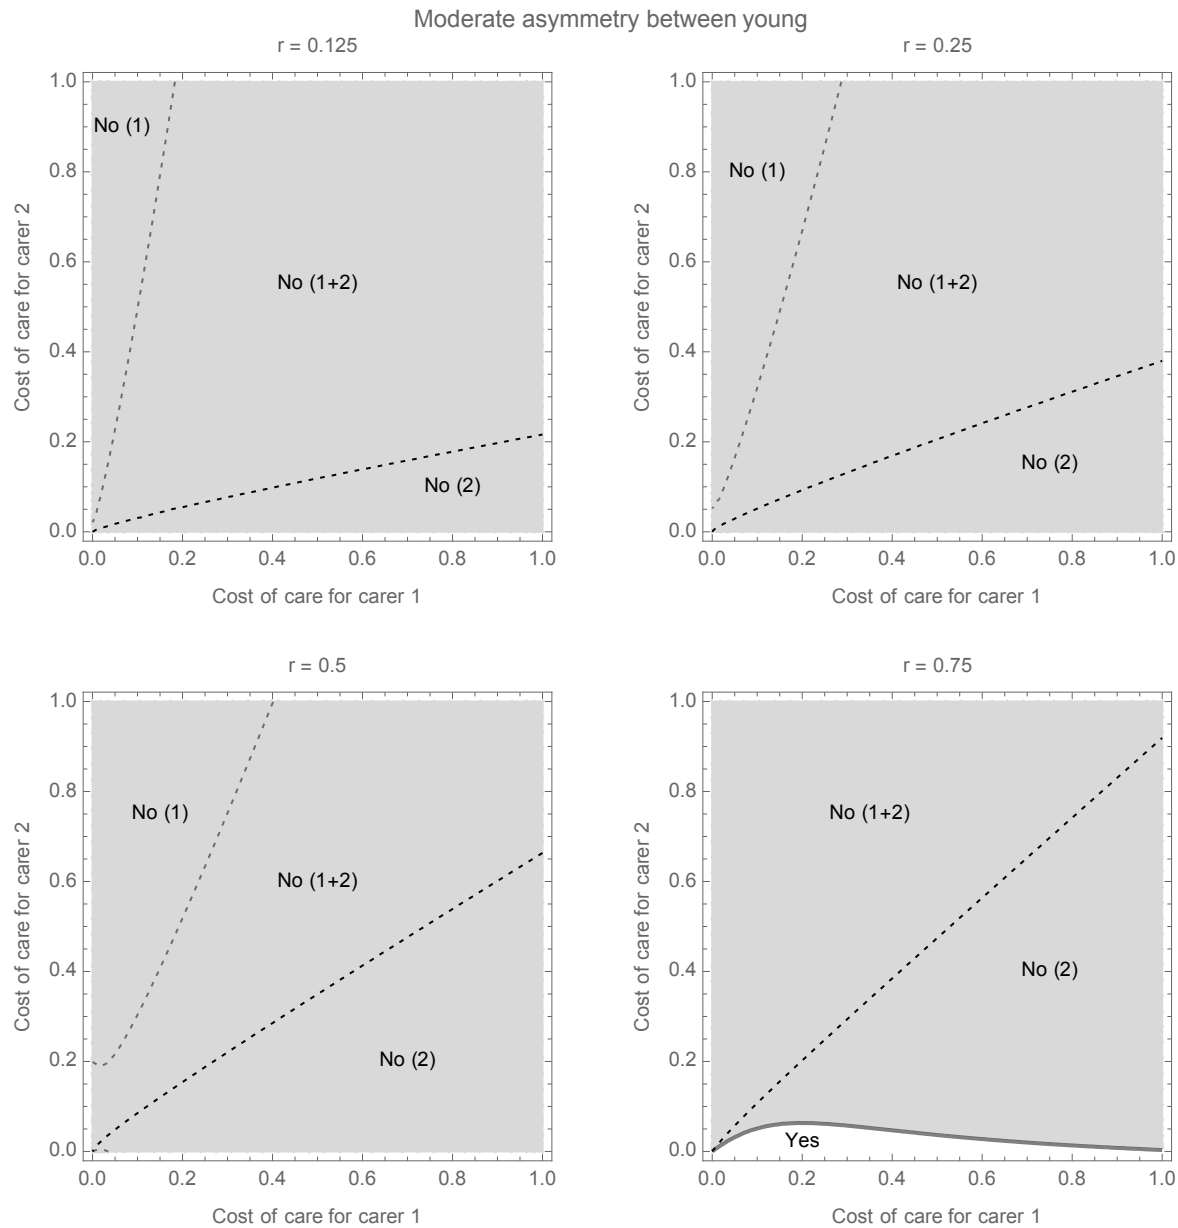 Moderate asymmetry between young
r = 0.125
Cost of care for carer 2
1.0
0.8
0.6
0.4
0.2
0.0
No (1)
No (1+2)
No (2)
0.0 0.2 0.4 0.6 0.8 1.0
Cost of care for carer 1
r = 0.25
Cost of care for carer 2
1.0
0.8
0.6
0.4
0.2
0.0
No (1)
No (1+2)
No (2)
0.0 0.2 0.4 0.6 0.8 1.0
Cost of care for carer 1
r = 0.5
Cost of care for carer 2
1.0
0.8
0.6
0.4
0.2
0.0
No (1)
No (1+2)
No (2)
0.0 0.2 0.4 0.6 0.8 1.0
Cost of care for carer 1
r = 0.75
Cost of care for carer 2
1.0
0.8
0.6
0.4
0.2
0.0
No (1+2)
No (2)
Yes
0.0 0.2 0.4 0.6 0.8 1.0
Cost of care for carer 1